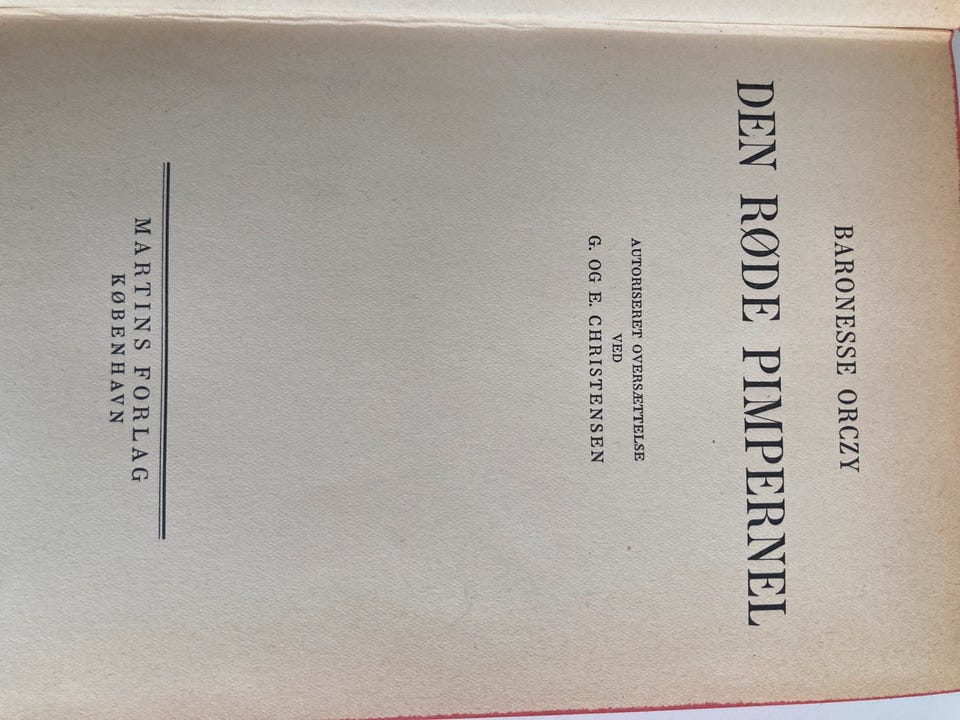 BARONESSE ORCZY
DEN RØDE PIMPERNEL
AUTORISERET OVERSÆTTELSE
VED
G. OG E. CHRISTENSEN
MARTINS FORLAG
KØBENHAVN